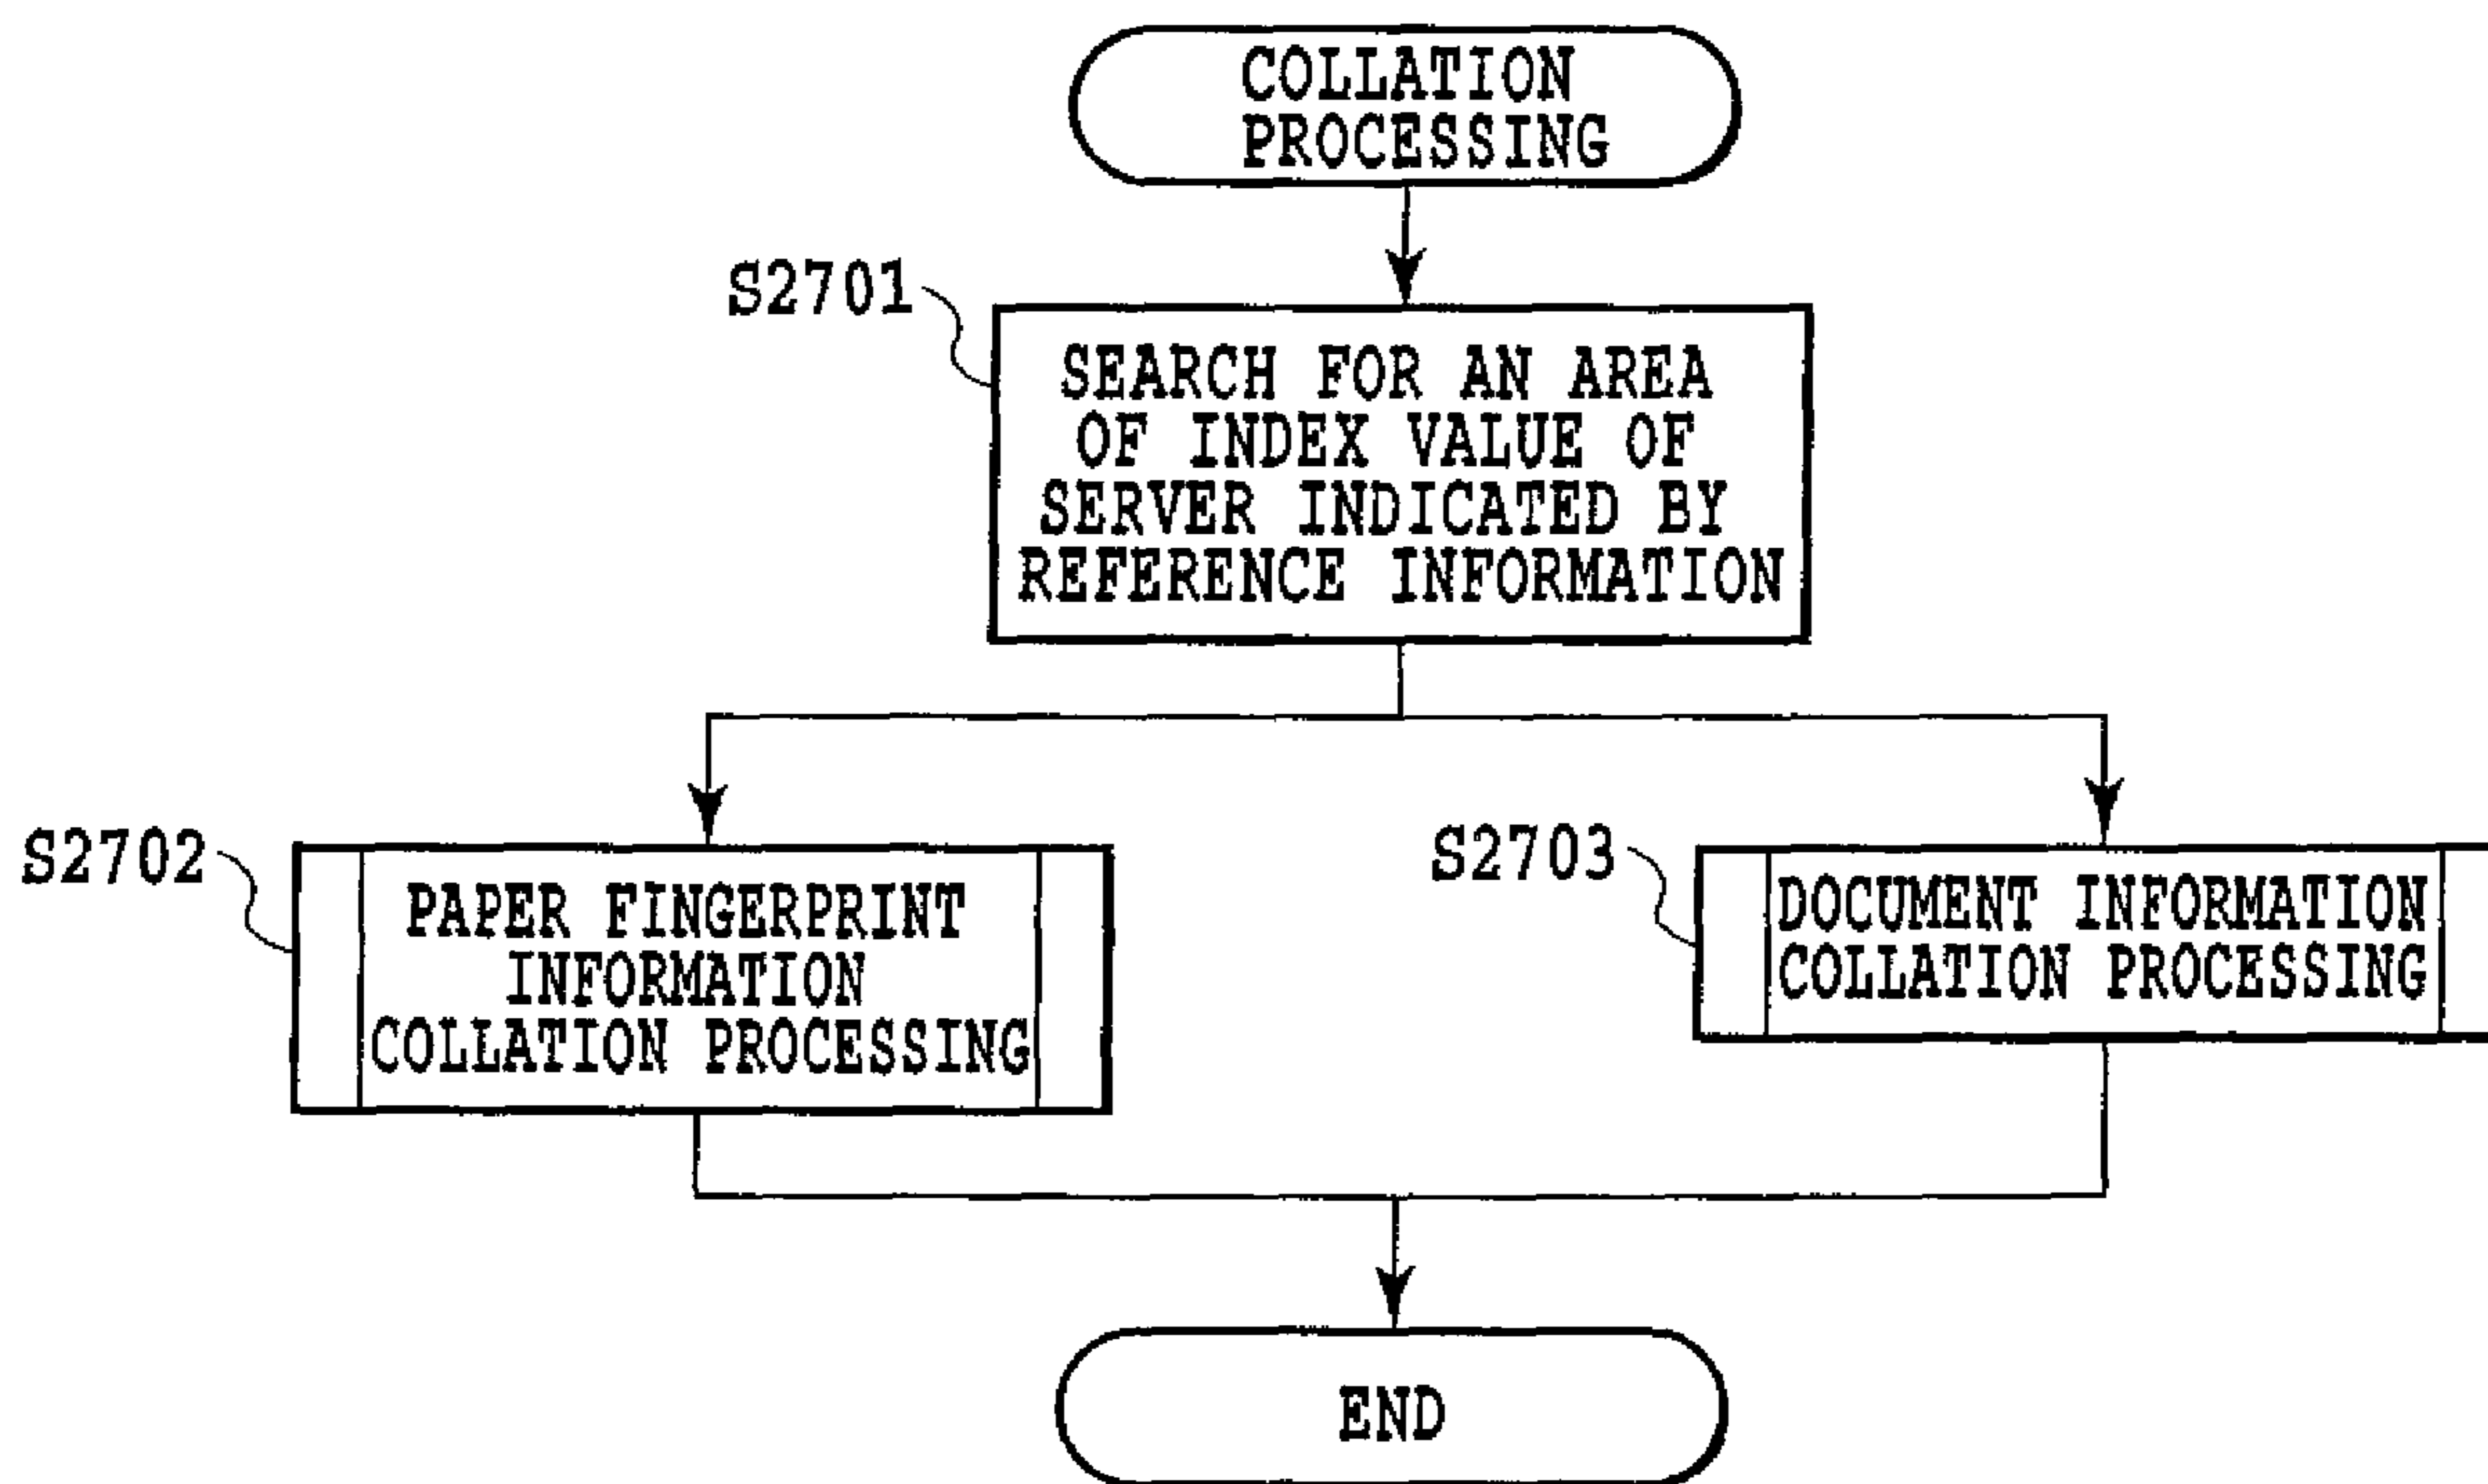 COLLATION
PROCESSING
S2701
SEARCH FOR AN AREA
OF INDEX VALUE OF
SERVER INDICATED BY
REFERENCE INFORMATION
S2702
PAPER FINGERPRINT
INFORMATION
COLLATION PROCESSING
S2703
DOCUMENT INFORMATION
COLLATION PROCESSING
END